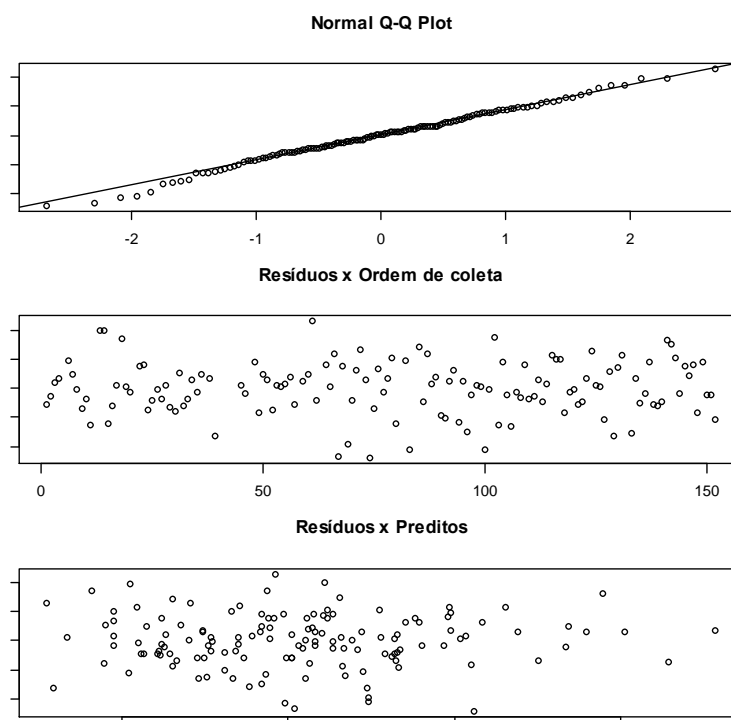 Normal Q-Q Plot
-2 -1 0 1 2
Resíduos x Ordem de coleta
0 50 100 150
Resíduos x Preditos